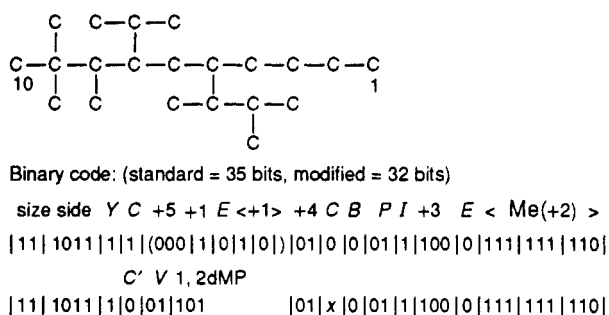 C C–C–C
C–C–C–C–C–C–C–C–C–C
10 1
C C C–C–C–C
C
Binary code: (standard = 35 bits, modified = 32 bits)
size side Y C +5 +1 E <+1> +4 C B P I +3 E < Me(+2) >
|11| 1011|1|1|(000|1|0|1|0|)|01|0 |0|01|1|100|0|111|111|110|
C' V 1, 2dMP
|11| 1011|1|0|01|101 |01| x|0|01|1|100|0|111|111|110|